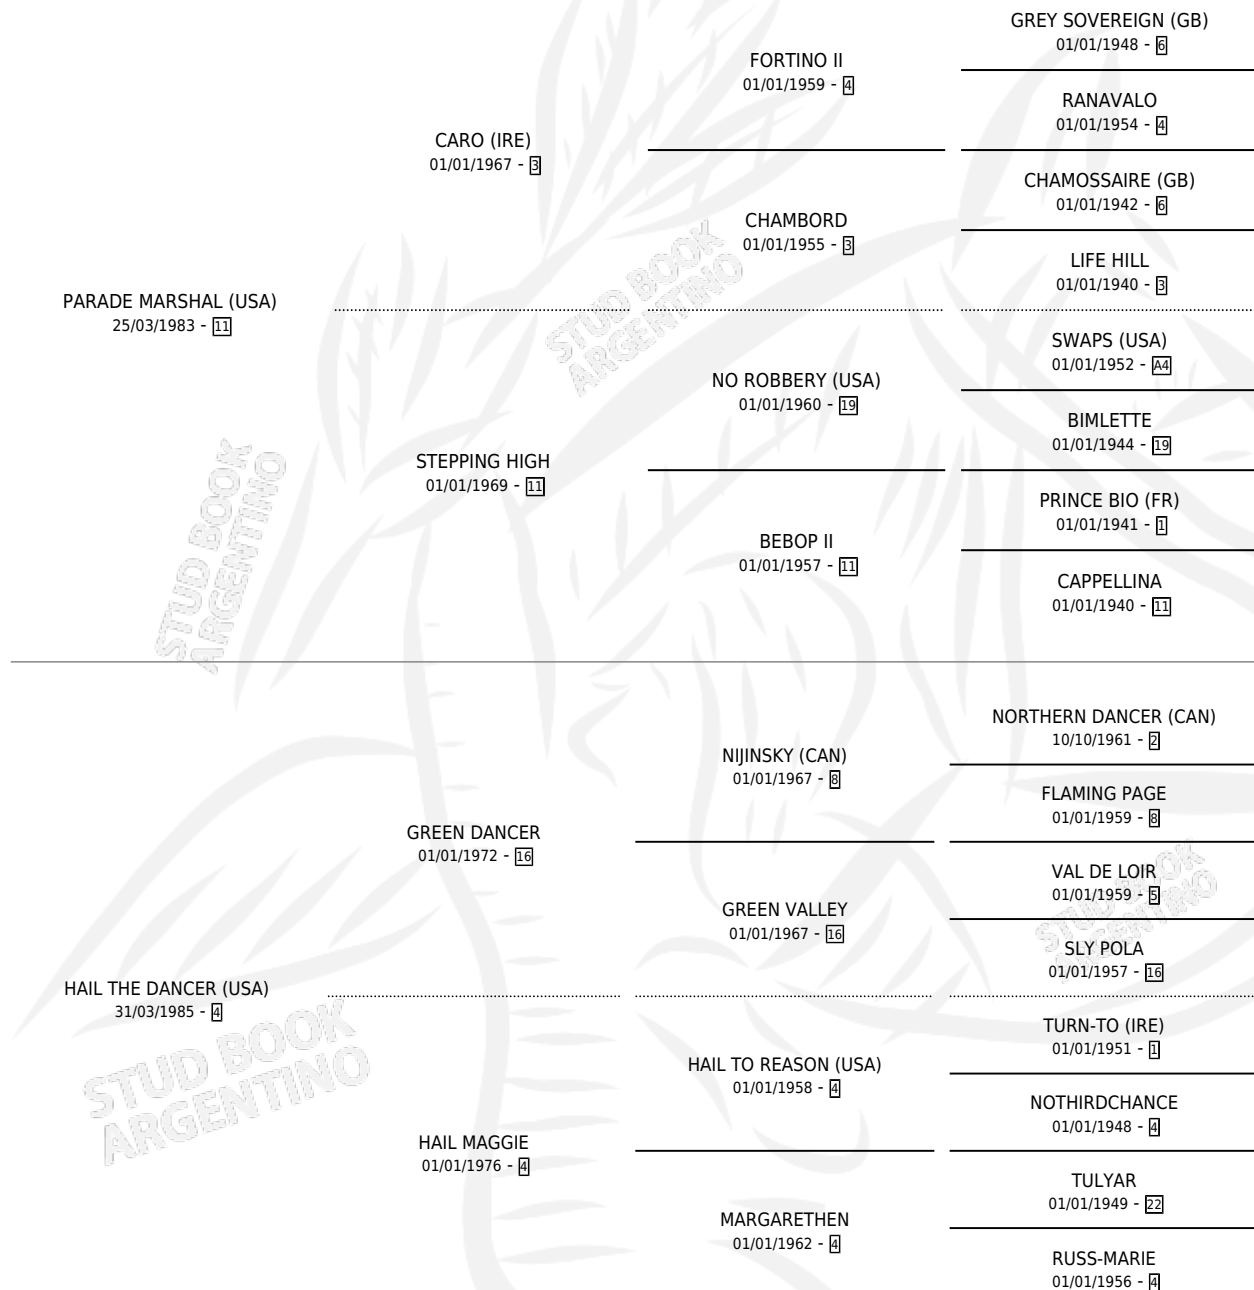 GREY SOVEREIGN (GB)
01/01/1948 - 6
FORTINO II
01/01/1959 - 4
RANAVALO
01/01/1954 - 4
CARO (IRE)
01/01/1967 - 3
CHAMOSSAIRE (GB)
01/01/1942 - 6
CHAMBORD
01/01/1955 - 3
LIFE HILL
01/01/1940 - 3
PARADE MARSHAL (USA)
25/03/1983 - 11
STUD BOOK
ARGENTINO
SWAPS (USA)
01/01/1952 - A4
NO ROBBERY (USA)
01/01/1960 - 19
BIMLETTE
01/01/1944 - 19
STEPPING HIGH
01/01/1969 - 11
PRINCE BIO (FR)
01/01/1941 - 1
BEBOP II
01/01/1957 - 11
CAPPELLINA
01/01/1940 - 11
STUD BOOK
ARGENTINO
NORTHERN DANCER (CAN)
10/10/1961 - 2
NIJINSKY (CAN)
01/01/1967 - 8
FLAMING PAGE
01/01/1959 - 8
GREEN DANCER
01/01/1972 - 16
VAL DE LOIR
01/01/1959 - 5
GREEN VALLEY
01/01/1967 - 16
STUD BOOK
ARGENTINO
SLY POLA
01/01/1957 - 16
HAIL THE DANCER (USA)
31/03/1985 - 4
STUD BOOK
ARGENTINO
TURN-TO (IRE)
01/01/1951 - 1
HAIL TO REASON (USA)
01/01/1958 - 4
NOTHIRDCHANCE
01/01/1948 - 4
HAIL MAGGIE
01/01/1976 - 4
TULYAR
01/01/1949 - 22
MARGARETHEN
01/01/1962 - 4
RUSS-MARIE
01/01/1956 - 4